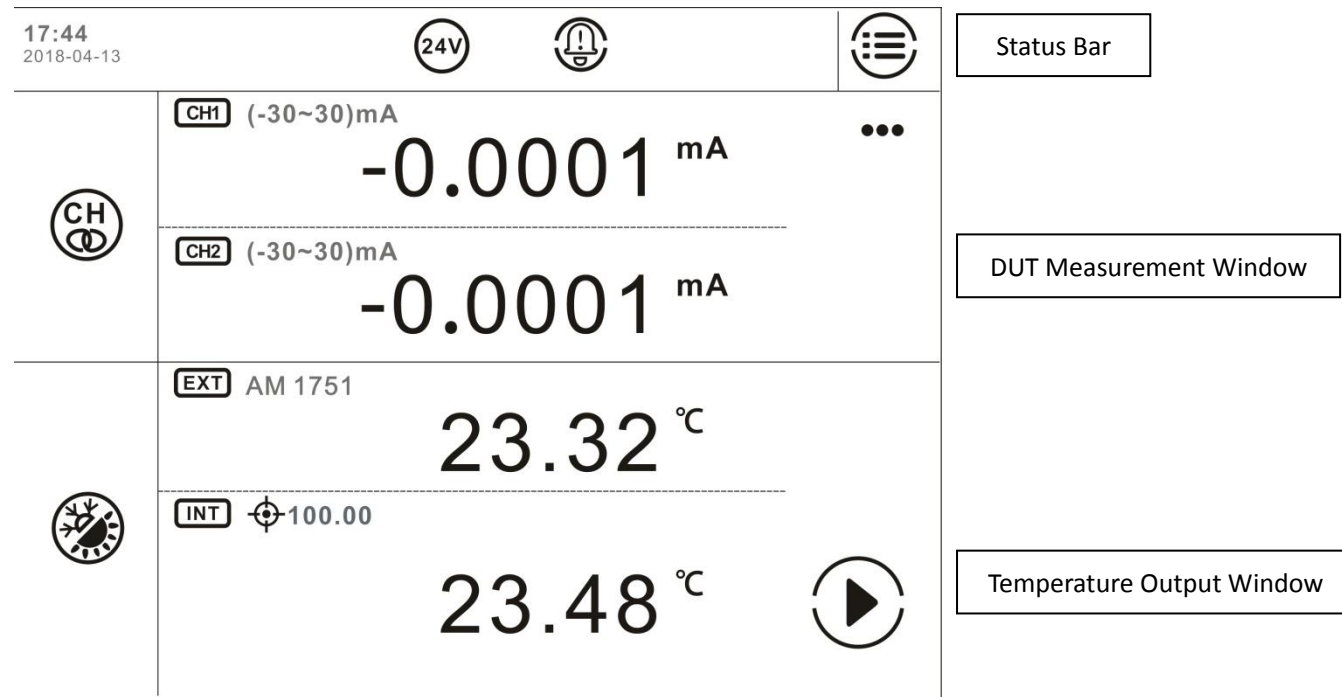 17:44
2018-04-13
24V
Status Bar
CH1 (-30~30)mA
-0.0001 mA
CH
CH2 (-30~30)mA
-0.0001 mA
DUT Measurement Window
EXT AM 1751
23.32 ℃
INT 100.00
23.48 ℃
Temperature Output Window